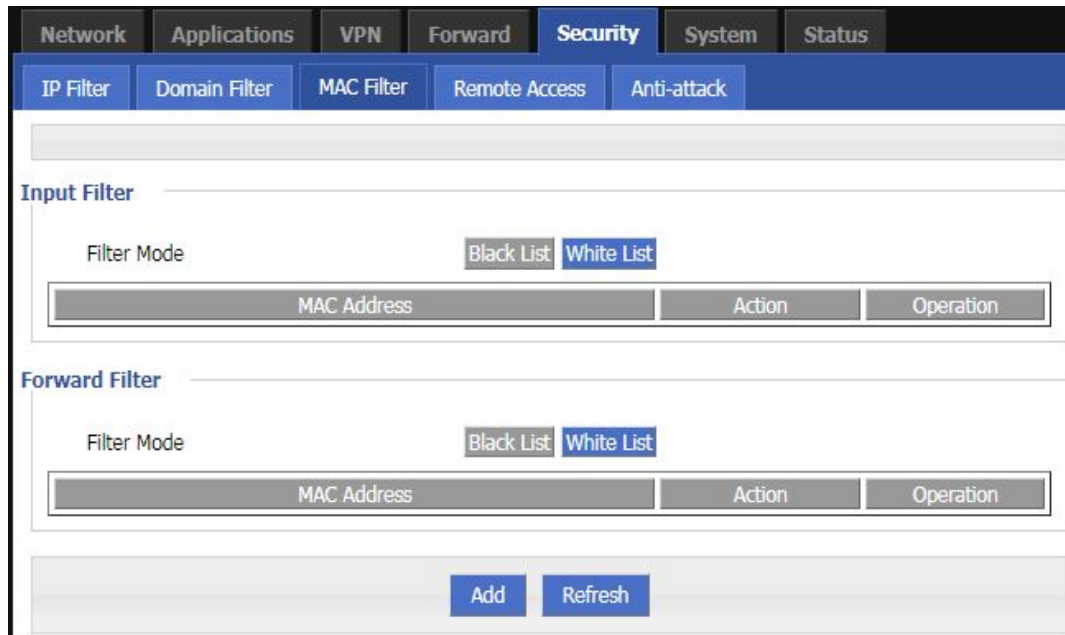 Network Applications VPN Forward Security System Status
IP Filter Domain Filter MAC Filter Remote Access Anti-attack
Input Filter
Filter Mode Black List White List
MAC Address Action Operation
Forward Filter
Filter Mode Black List White List
MAC Address Action Operation
Add Refresh